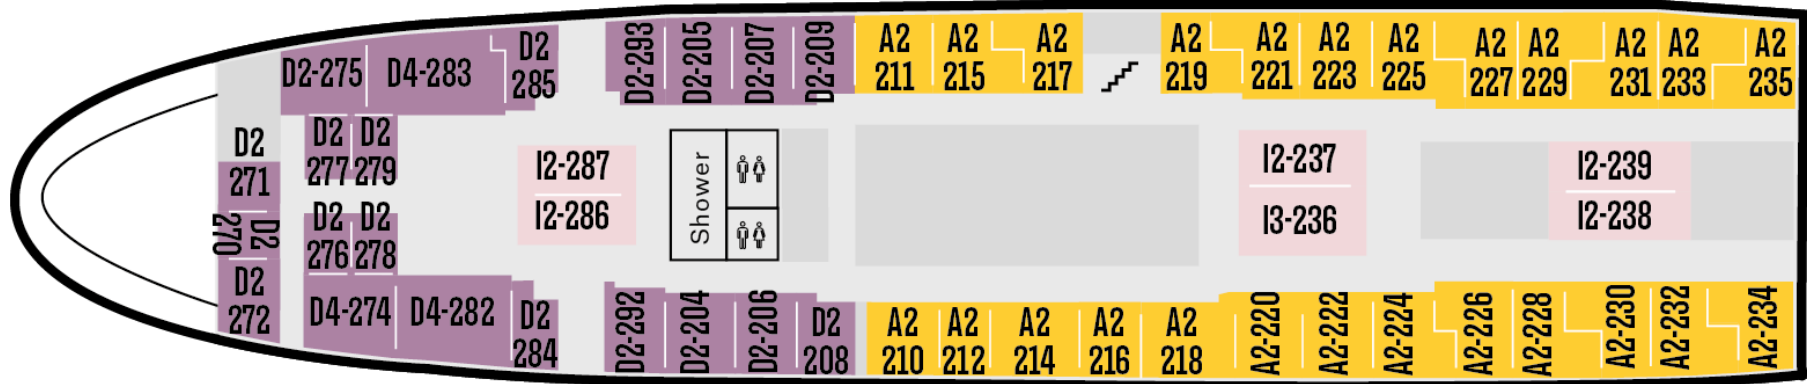 D2-275
D4-283
D2
285
D2-293
D2-205
D2-207
D2-209
A2
211
A2
215
A2
217
A2
219
A2
221
A2
223
A2
225
A2
227
A2
229
A2
231
A2
233
A2
235
D2
271
D2
270
D2
272
D2
277
D2
279
D2
276
D2
278
I2-287
I2-286
Shower
I2-237
I3-236
I2-239
I2-238
D4-274
D4-282
D2
284
D2-292
D2-204
D2-206
D2
208
A2
210
A2
212
A2
214
A2
216
A2
218
A2-220
A2-222
A2-224
A2-226
A2-228
A2-230
A2-232
A2-234